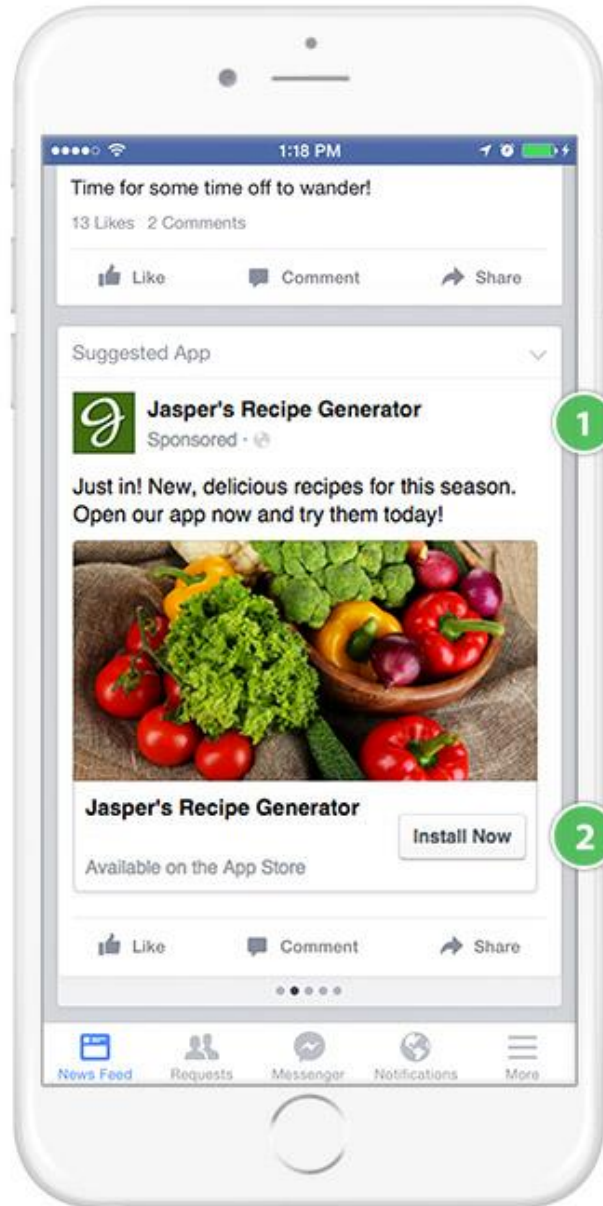 1:18 PM
Time for some time off to wander!
13 Likes 2 Comments
Like Comment Share
Suggested App
Jasper's Recipe Generator
Sponsored ·
1
Just in! New, delicious recipes for this season.
Open our app now and try them today!
Jasper's Recipe Generator
Install Now
2
Available on the App Store
Like Comment Share
News Feed Requests Messenger Notifications More